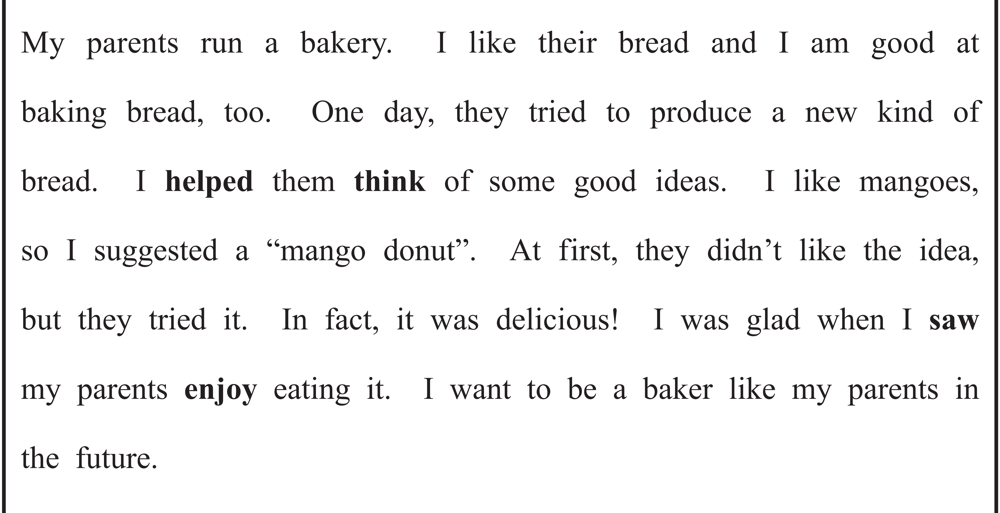 My parents run a bakery. I like their bread and I am good at
baking bread, too. One day, they tried to produce a new kind of
bread. I helped them think of some good ideas. I like mangoes,
so I suggested a “mango donut”. At first, they didn’t like the idea,
but they tried it. In fact, it was delicious! I was glad when I saw
my parents enjoy eating it. I want to be a baker like my parents in
the future.